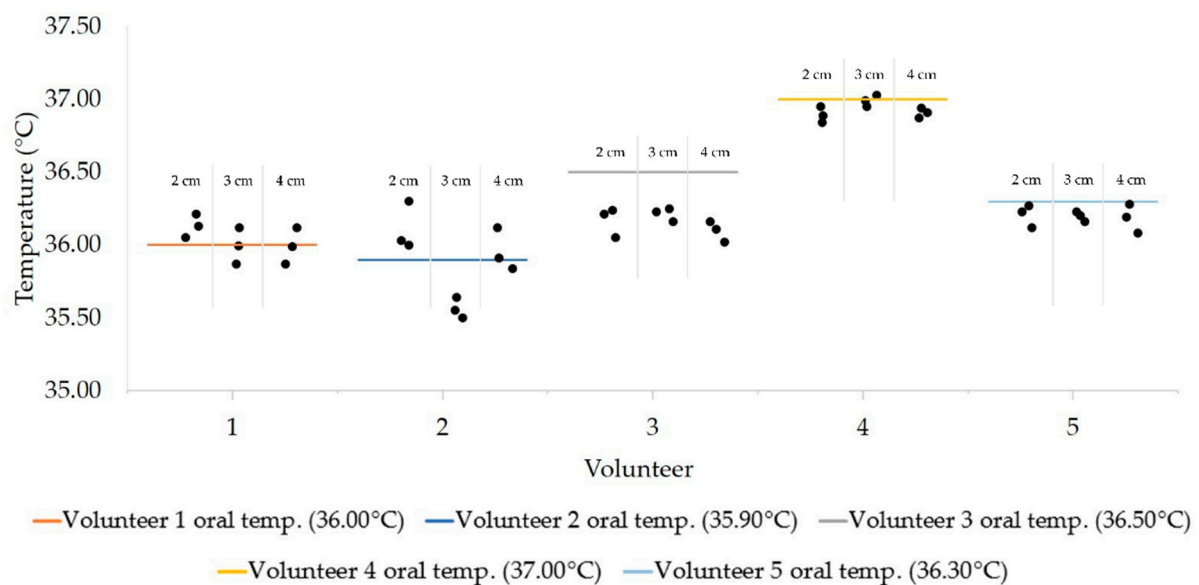 37.50
37.00
36.50
36.00
35.50
35.00
Temperature (°C)
2 cm 3 cm 4 cm
2 cm 3 cm 4 cm
2 cm 3 cm 4 cm
2 cm 3 cm 4 cm
2 cm 3 cm 4 cm
1 2 3 4 5
Volunteer
Volunteer 1 oral temp. (36.00°C) Volunteer 2 oral temp. (35.90°C) Volunteer 3 oral temp. (36.50°C)
Volunteer 4 oral temp. (37.00°C) Volunteer 5 oral temp. (36.30°C)